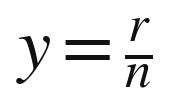 y = r/n